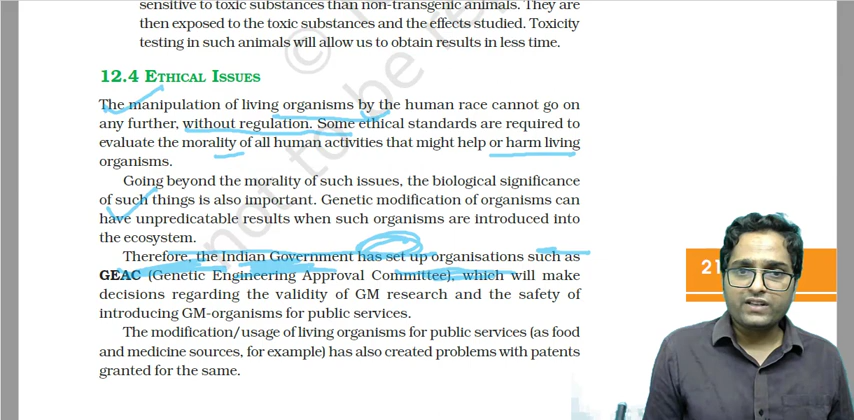 sensitive to toxic substances than non-transgenic animals. They are
then exposed to the toxic substances and the effects studied. Toxicity
testing in such animals will allow us to obtain results in less time.
12.4 ETHICAL ISSUES
The manipulation of living organisms by the human race cannot go on
any further, without regulation. Some ethical standards are required to
evaluate the morality of all human activities that might help or harm living
organisms.
Going beyond the morality of such issues, the biological significance
of such things is also important. Genetic modification of organisms can
have unpredicatable results when such organisms are introduced into
the ecosystem.
Therefore, the Indian Government has set up organisations such as
GEAC (Genetic Engineering Approval Committee), which will make
decisions regarding the validity of GM research and the safety of
introducing GM-organisms for public services.
The modification/usage of living organisms for public services (as food
and medicine sources, for example) has also created problems with patents
granted for the same.
not to be re
©